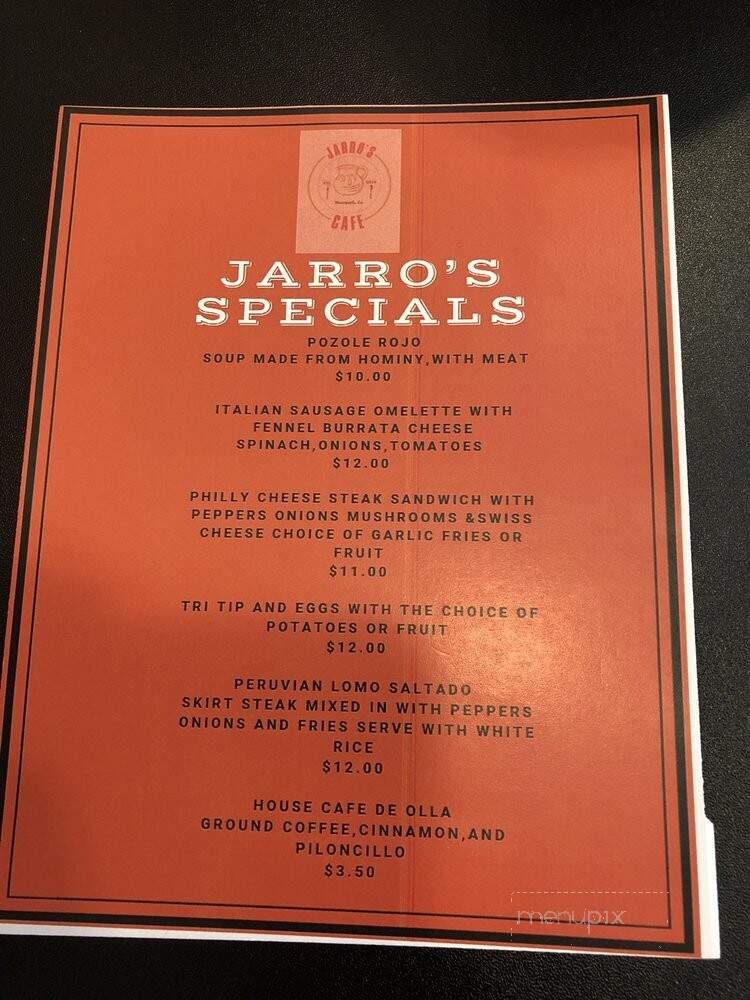 JARRO'S
CAFE
JARRO'S
SPECIALS
POZOLE ROJO
SOUP MADE FROM HOMINY,WITH MEAT
$10.00
ITALIAN SAUSAGE OMELETTE WITH
FENNEL BURRATA CHEESE
SPINACH,ONIONS,TOMATOES
$12.00
PHILLY CHEESE STEAK SANDWICH WITH
PEPPERS ONIONS MUSHROOMS &SWISS
CHEESE CHOICE OF GARLIC FRIES OR
FRUIT
$11.00
TRI TIP AND EGGS WITH THE CHOICE OF
POTATOES OR FRUIT
$12.00
PERUVIAN LOMO SALTADO
SKIRT STEAK MIXED IN WITH PEPPERS
ONIONS AND FRIES SERVE WITH WHITE
RICE
$12.00
HOUSE CAFE DE OLLA
GROUND COFFEE,CINNAMON,AND
PILONCILLO
$3.50
menupix